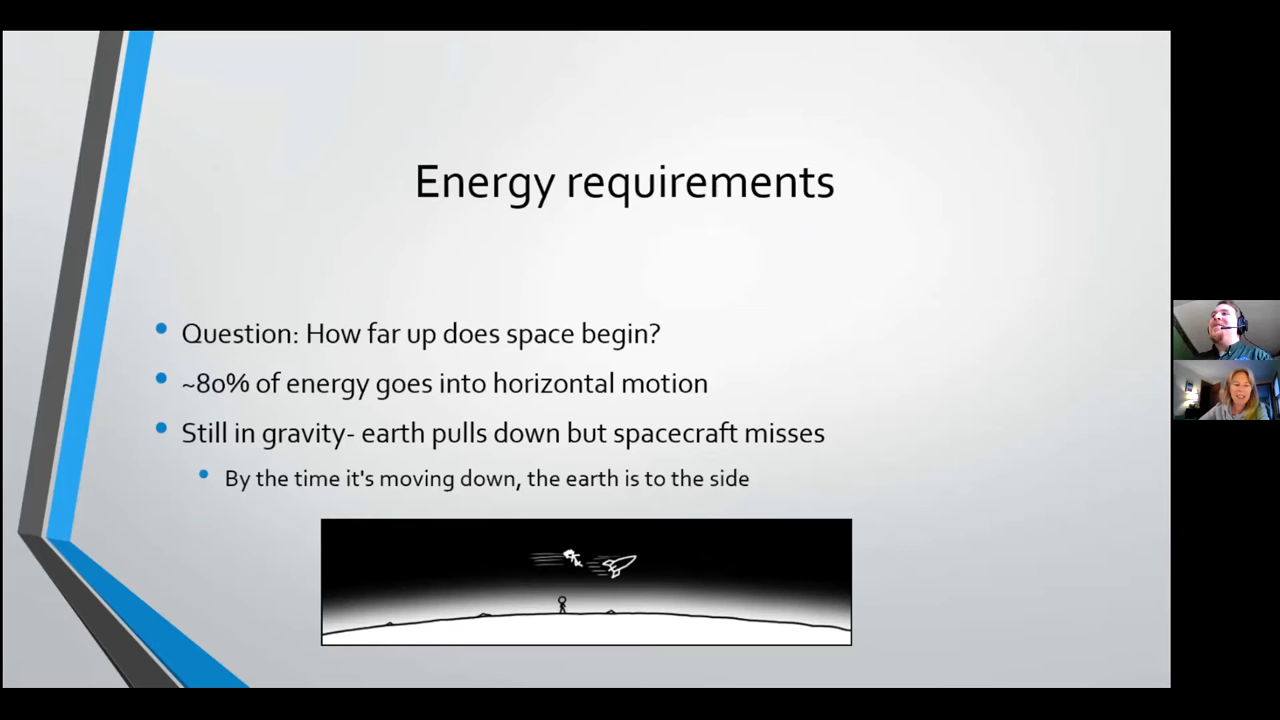 Energy requirements
Question: How far up does space begin?
~80% of energy goes into horizontal motion
Still in gravity- earth pulls down but spacecraft misses
By the time it's moving down, the earth is to the side